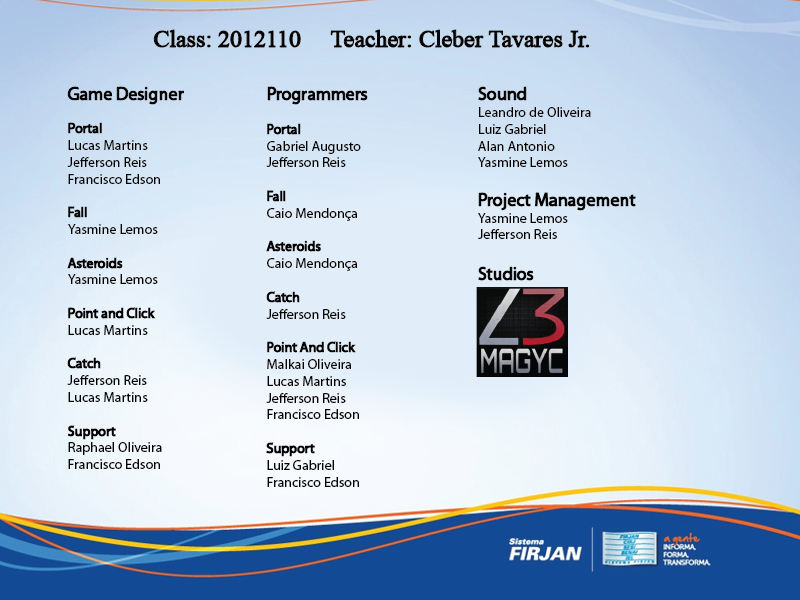 Class: 2012110 Teacher: Cleber Tavares Jr.
Game Designer
Portal
Lucas Martins
Jefferson Reis
Francisco Edson
Fall
Yasmine Lemos
Asteroids
Yasmine Lemos
Point and Click
Lucas Martins
Catch
Jefferson Reis
Lucas Martins
Support
Raphael Oliveira
Francisco Edson
Programmers
Portal
Gabriel Augusto
Jefferson Reis
Fall
Caio Mendonça
Asteroids
Caio Mendonça
Catch
Jefferson Reis
Point And Click
Malkai Oliveira
Lucas Martins
Jefferson Reis
Francisco Edson
Support
Luiz Gabriel
Francisco Edson
Sound
Leandro de Oliveira
Luiz Gabriel
Alan Antonio
Yasmine Lemos
Project Management
Yasmine Lemos
Jefferson Reis
Studios
L3
MAGYC
Sistema
FIRJAN
FIRJAN
CIRJ
SESI
SENAI
IEL
SISTEMA FIRJAN
a gente
INFORMA.
FORMA.
TRANSFORMA.